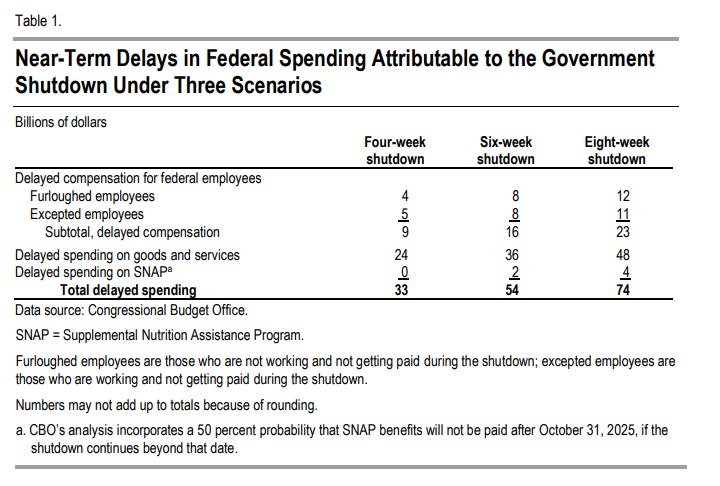 Table 1.
Near-Term Delays in Federal Spending Attributable to the Government
Shutdown Under Three Scenarios
Billions of dollars
Four-week shutdown Six-week shutdown Eight-week shutdown
Delayed compensation for federal employees
Furloughed employees 4 8 12
Excepted employees 5 8 11
Subtotal, delayed compensation 9 16 23
Delayed spending on goods and services 24 36 48
Delayed spending on SNAPᵃ 0 2 4
Total delayed spending 33 54 74
Data source: Congressional Budget Office.
SNAP = Supplemental Nutrition Assistance Program.
Furloughed employees are those who are not working and not getting paid during the shutdown; excepted employees are
those who are working and not getting paid during the shutdown.
Numbers may not add up to totals because of rounding.
a. CBO's analysis incorporates a 50 percent probability that SNAP benefits will not be paid after October 31, 2025, if the
shutdown continues beyond that date.